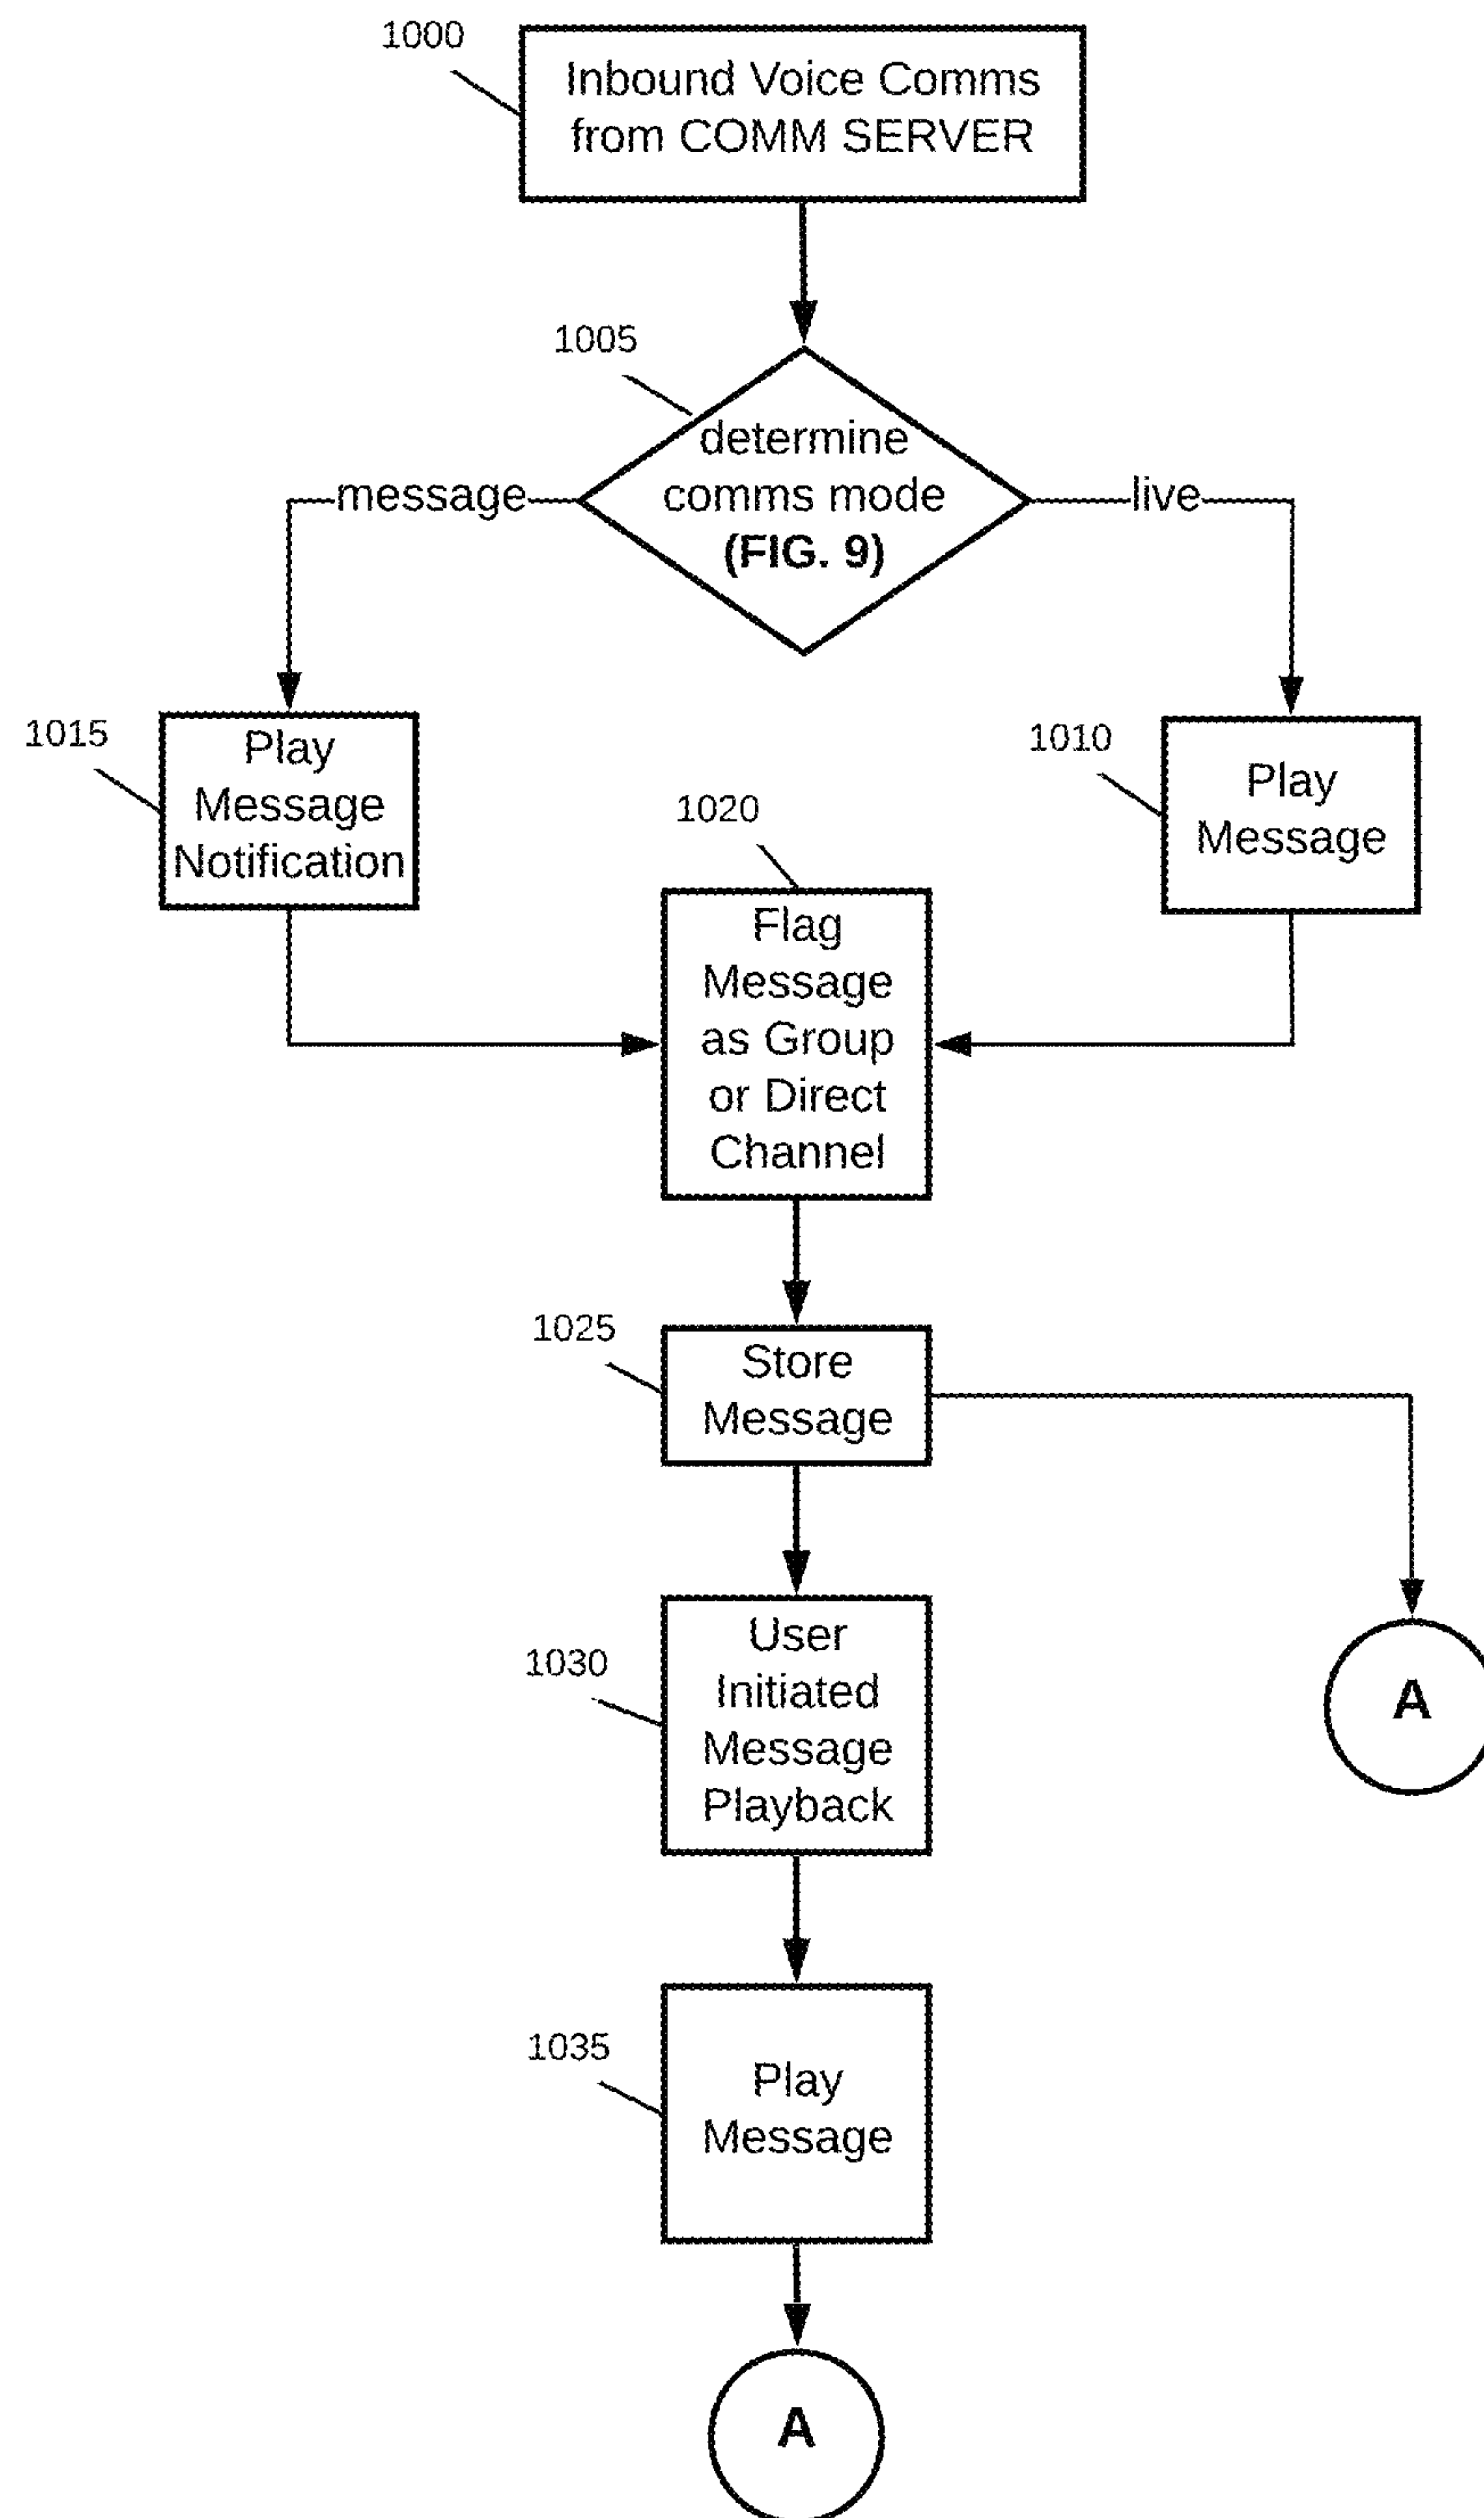 1000
Inbound Voice Comms
from COMM SERVER
1005
determine
comms mode
(FIG. 9)
message
live
1015
Play
Message
Notification
1010
Play
Message
1020
Flag
Message
as Group
or Direct
Channel
1025
Store
Message
1030
User
Initiated
Message
Playback
A
1035
Play
Message
A